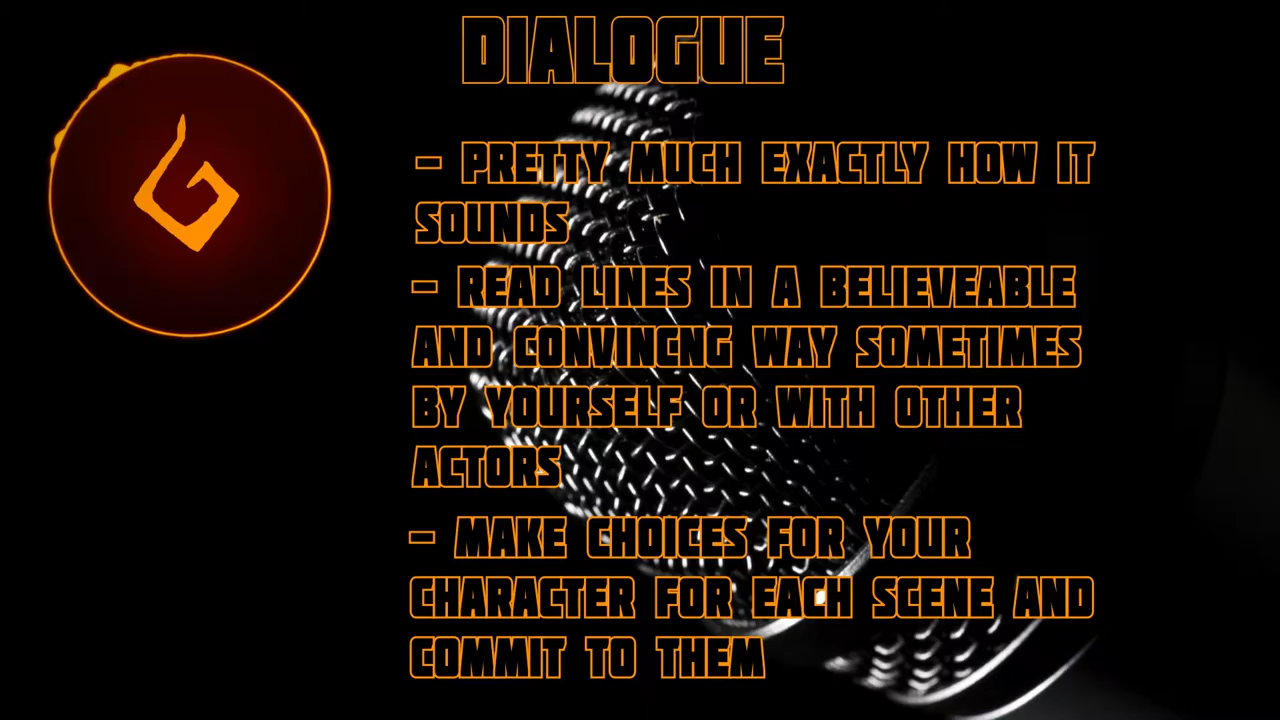 DIALOGUE
- PRETTY MUCH EXACTLY HOW IT
SOUNDS
- READ LINES IN A BELIEVEABLE
AND CONVINCNG WAY SOMETIMES
BY YOURSELF OR WITH OTHER
ACTORS
- MAKE CHOICES FOR YOUR
CHARACTER FOR EACH SCENE AND
COMMIT TO THEM